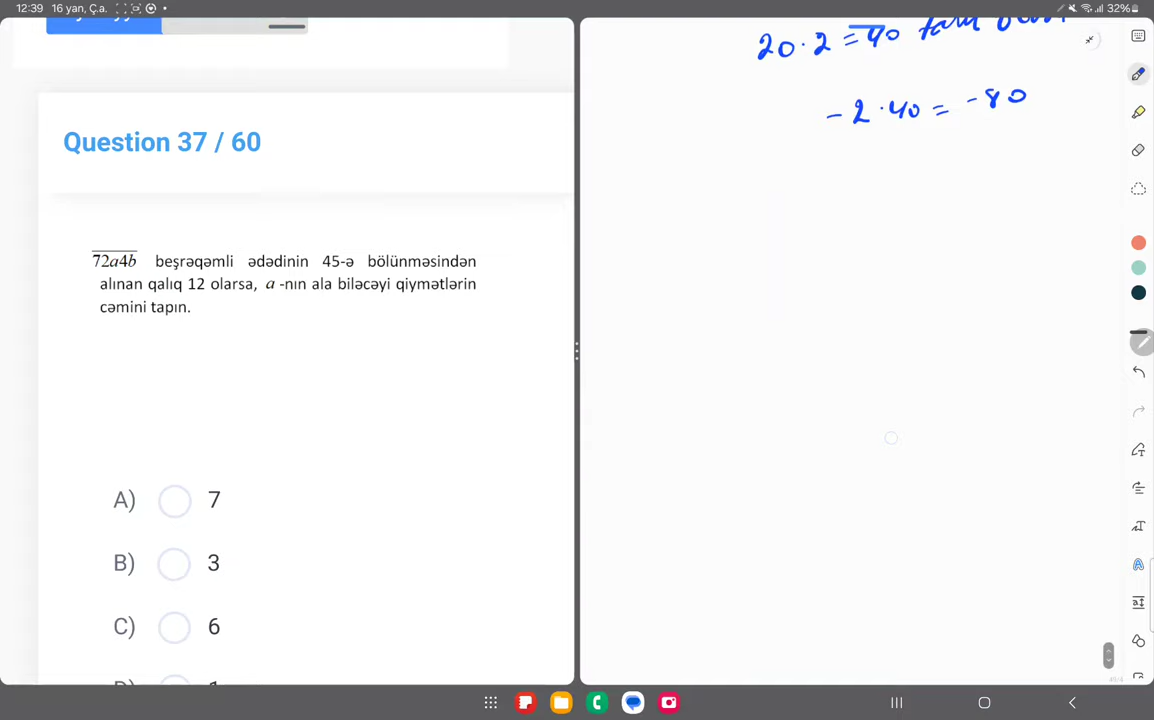 12:39 16 yan, Ç.a.
32%
20 · 2 = 40
- 2 · 40 = - 80
Question 37 / 60
72a4b beşrəqəmli ədədinin 45-ə bölünməsindən
alınan qalıq 12 olarsa, a -nın ala biləcəyi qiymətlərin
cəmini tapın.
A) 7
B) 3
C) 6